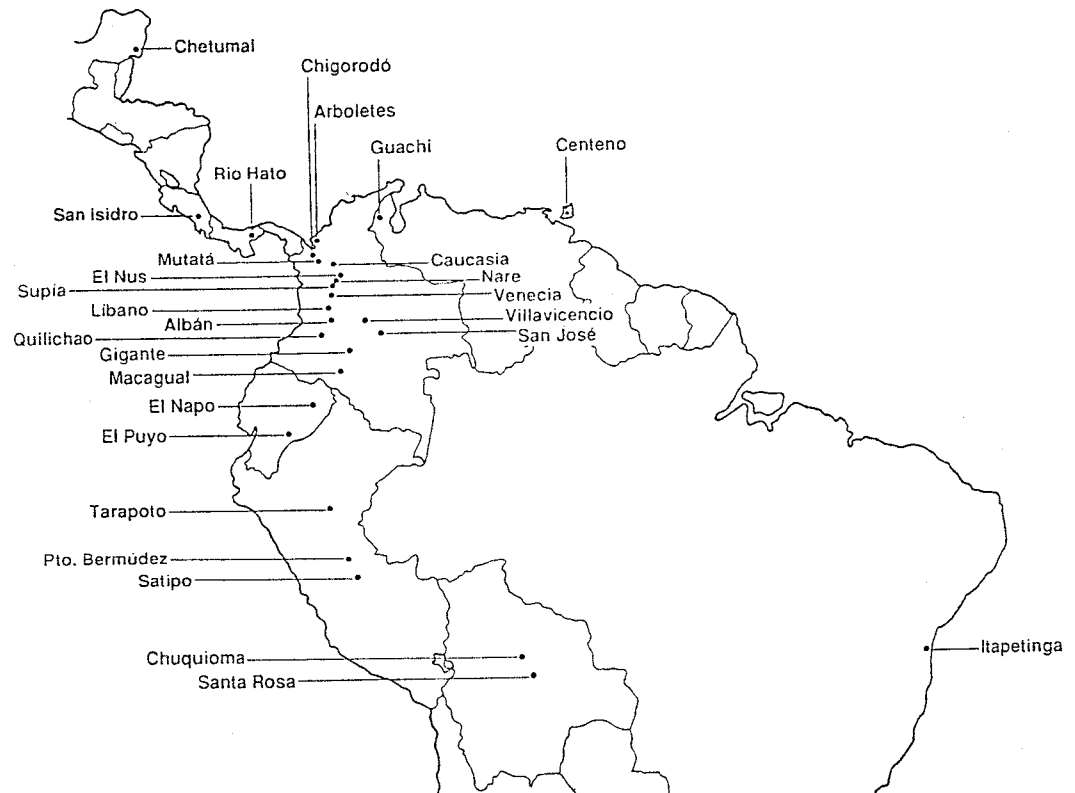 Chetumal
Chigorodó
Arboletes
Guachi
Centeno
Rio Hato
San Isidro
Mutatá
Caucasia
El Nus
Nare
Supía
Venecia
Líbano
Villavicencio
Albán
San José
Quilichao
Gigante
Macagual
El Napo
El Puyo
Tarapoto
Pto. Bermúdez
Satipo
Chuquioma
Itapetinga
Santa Rosa